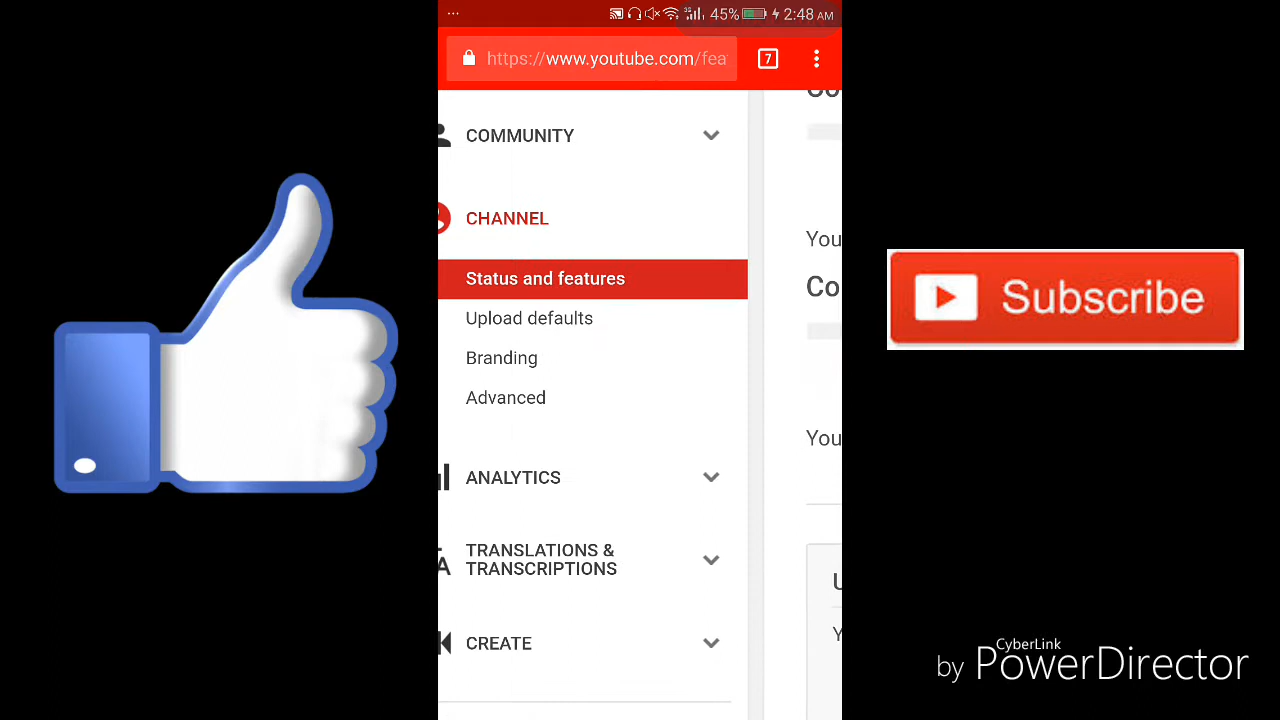 45% 2:48 AM
https://www.youtube.com/fea
7
COMMUNITY
CHANNEL
Status and features
Upload defaults
Branding
Advanced
ANALYTICS
TRANSLATIONS &
TRANSCRIPTIONS
CREATE
You
Co
You
Subscribe
CyberLink
by PowerDirector